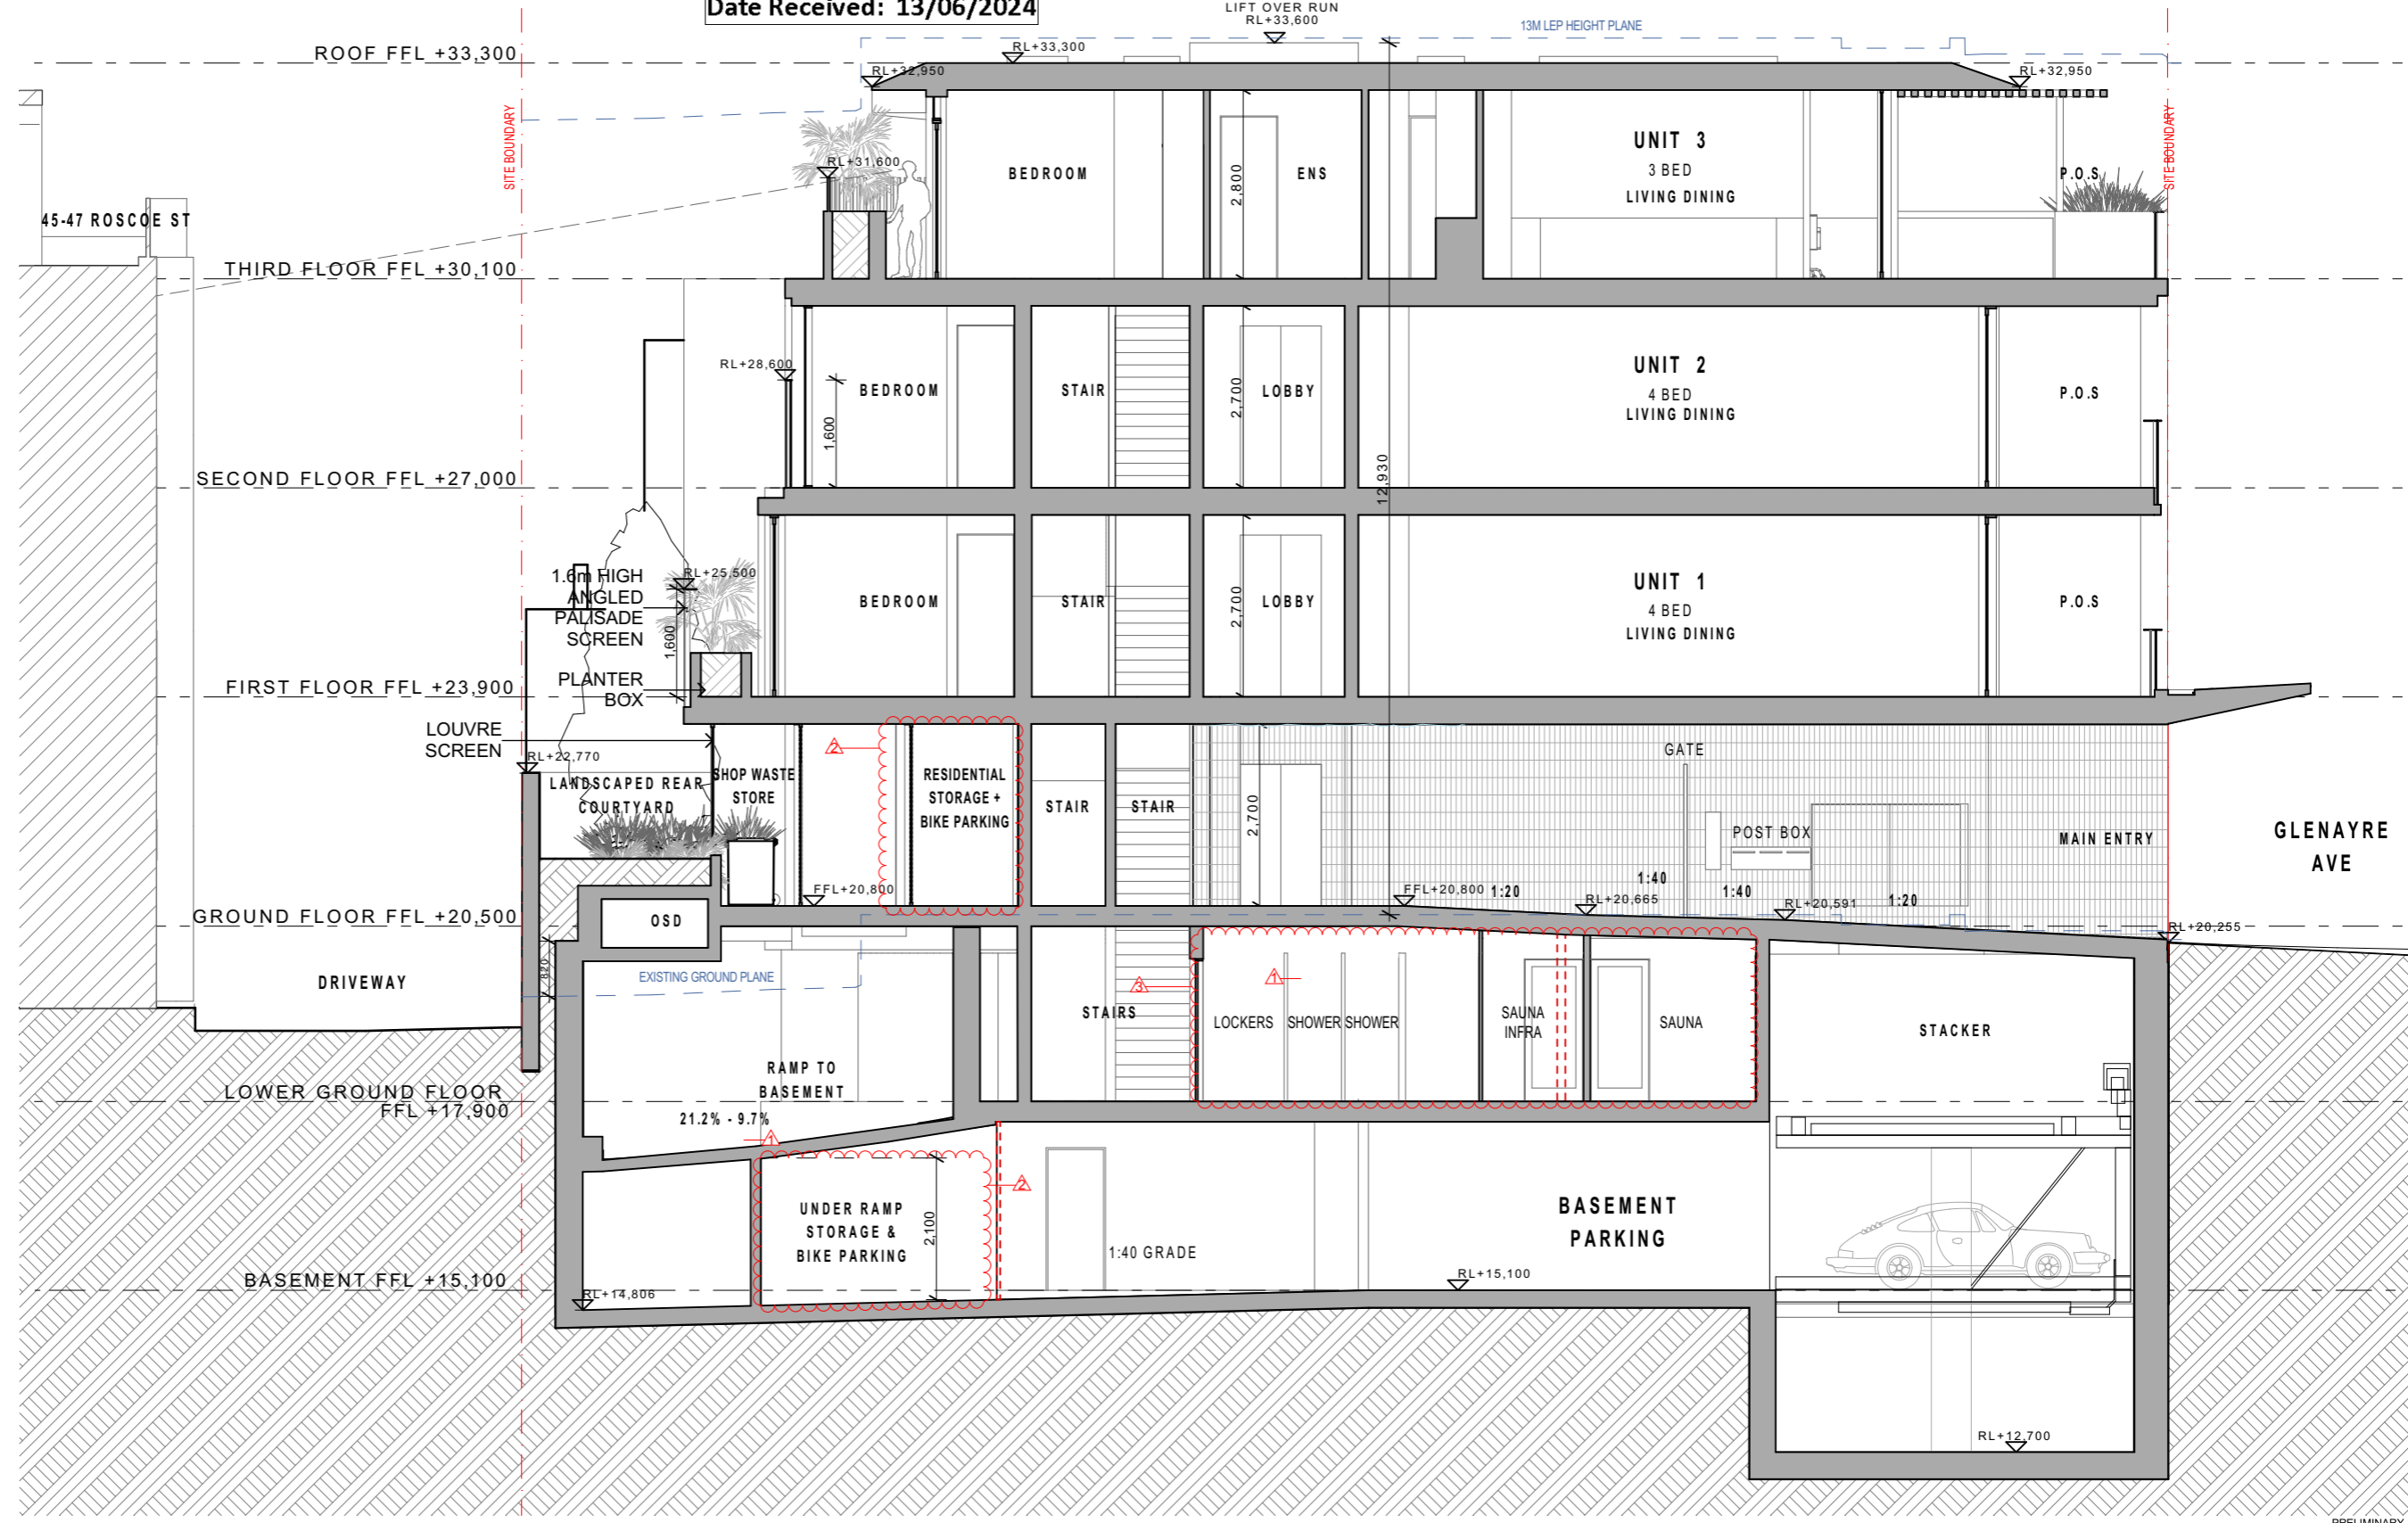 Date Received: 13/06/2024
LIFT OVER RUN
RL+33,600
13M LEP HEIGHT PLANE
ROOF FFL +33,300
RL+33,300
RL+32,950
RL+32,950
SITE BOUNDARY
SITE BOUNDARY
45-47 ROSCOE ST
RL+31,600
BEDROOM
2,800
ENS
UNIT 3
3 BED
LIVING DINING
P.O.S
THIRD FLOOR FFL +30,100
RL+28,600
1,600
BEDROOM
STAIR
2,700
LOBBY
12,930
UNIT 2
4 BED
LIVING DINING
P.O.S
SECOND FLOOR FFL +27,000
1.6m HIGH
ANGLED
PALISADE
SCREEN
RL+25,500
1,600
BEDROOM
STAIR
2,700
LOBBY
UNIT 1
4 BED
LIVING DINING
P.O.S
PLANTER
BOX
FIRST FLOOR FFL +23,900
LOUVRE
SCREEN
RL+22,770
LANDSCAPED REAR
COURTYARD
SHOP WASTE
STORE
2
RESIDENTIAL
STORAGE +
BIKE PARKING
STAIR
STAIR
2,700
GATE
POST BOX
MAIN ENTRY
GLENAYRE
AVE
FFL+20,800
FFL+20,800
1:20
1:40
1:40
1:20
RL+20,665
RL+20,591
RL+20,255
GROUND FLOOR FFL +20,500
OSD
820
DRIVEWAY
EXISTING GROUND PLANE
STAIRS
3
1
LOCKERS
SHOWER
SHOWER
SAUNA
INFRA
SAUNA
STACKER
RAMP TO
BASEMENT
21.2% - 9.7%
1
LOWER GROUND FLOOR
FFL +17,900
UNDER RAMP
STORAGE &
BIKE PARKING
2,100
2
1:40 GRADE
BASEMENT
PARKING
RL+15,100
BASEMENT FFL +15,100
RL+14,806
RL+12,700
PRELIMINARY